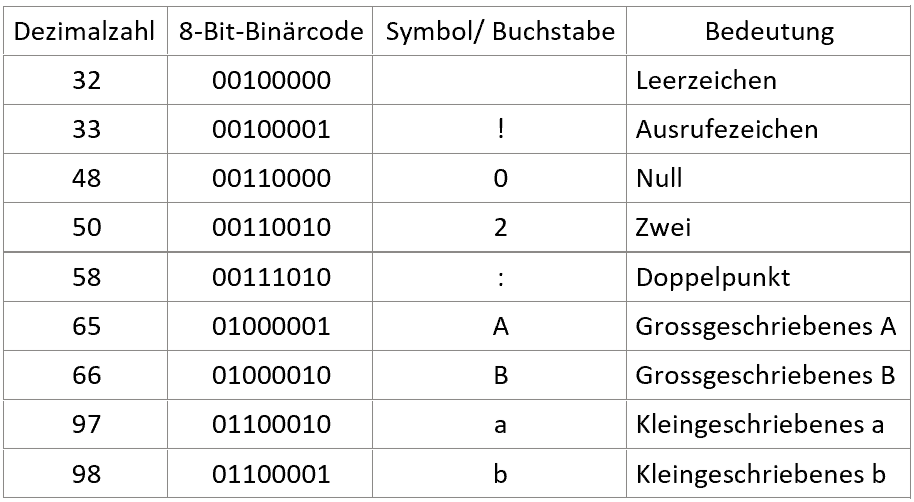 Dezimalzahl 8-Bit-Binärcode Symbol/ Buchstabe Bedeutung
32 00100000 Leerzeichen
33 00100001 ! Ausrufezeichen
48 00110000 0 Null
50 00110010 2 Zwei
58 00111010 : Doppelpunkt
65 01000001 A Grossgeschriebenes A
66 01000010 B Grossgeschriebenes B
97 01100010 a Kleingeschriebenes a
98 01100001 b Kleingeschriebenes b